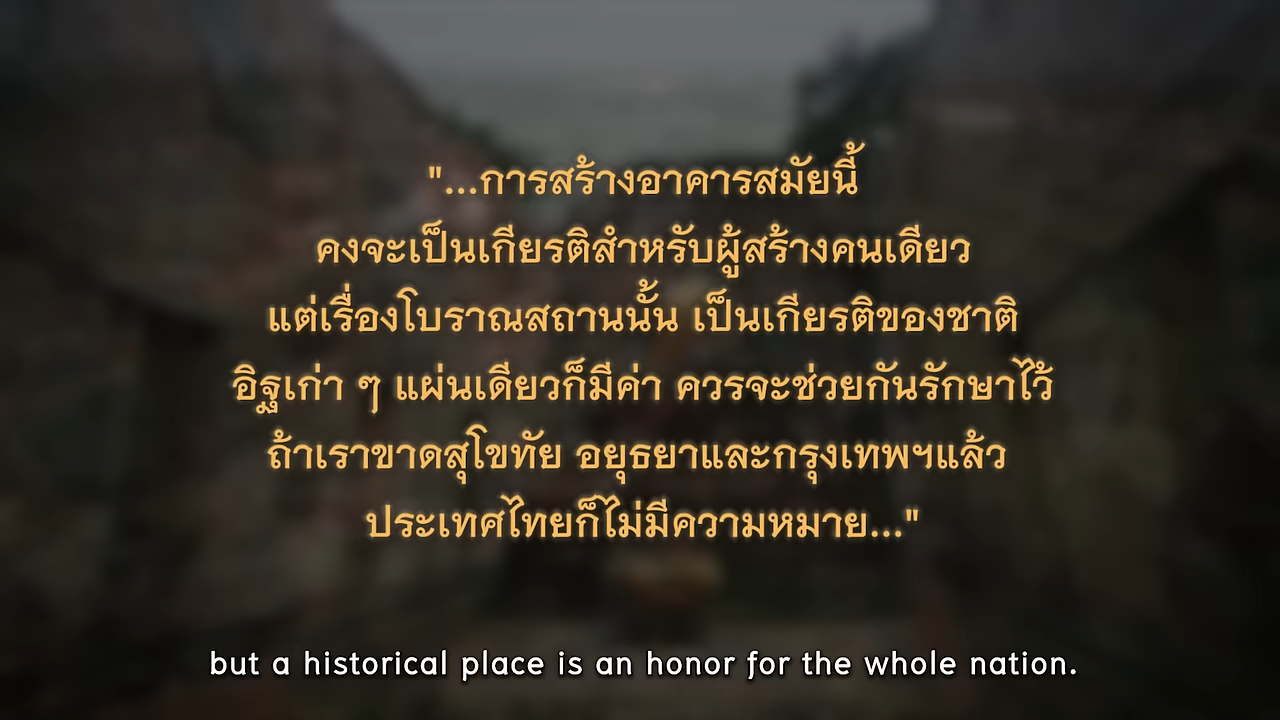 "...การสร้างอาคารสมัยนี้
คงจะเป็นเกียรติสำหรับผู้สร้างคนเดียว
แต่เรื่องโบราณสถานนั้น เป็นเกียรติของชาติ
อิฐเก่า ๆ แผ่นเดียวก็มีค่า ควรจะช่วยกันรักษาไว้
ถ้าเราขาดสุโขทัย อยุธยาและกรุงเทพฯแล้ว
ประเทศไทยก็ไม่มีความหมาย..."
but a historical place is an honor for the whole nation.